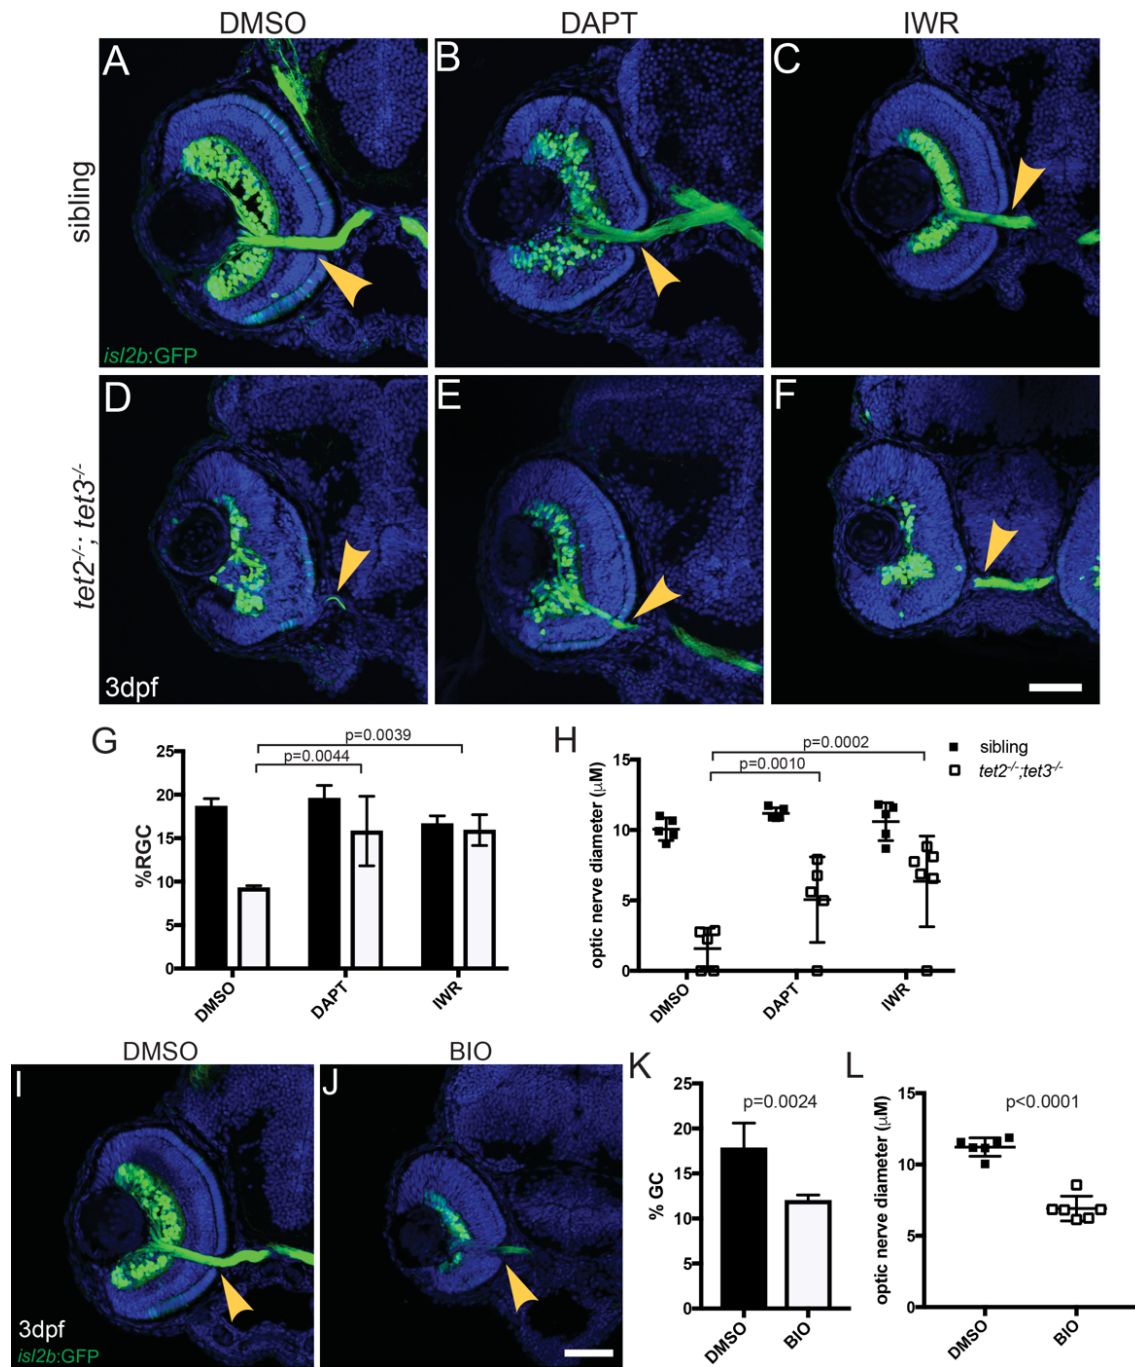 DMSO DAPT IWR
A B C
sibling
isl2b:GFP
D E F
tet2-/-; tet3-/-
3dpf
G
p=0.0039
p=0.0044
25
20
15
10
5
0
%RGC
DMSO DAPT IWR
H
p=0.0002
p=0.0010
sibling
tet2-/-;tet3-/-
15
10
5
0
optic nerve diameter (μM)
DMSO DAPT IWR
DMSO BIO
I J
3dpf
isl2b:GFP
K
p=0.0024
25
20
15
10
5
0
% GC
DMSO BIO
L
p<0.0001
15
10
5
0
optic nerve diameter (μM)
DMSO BIO